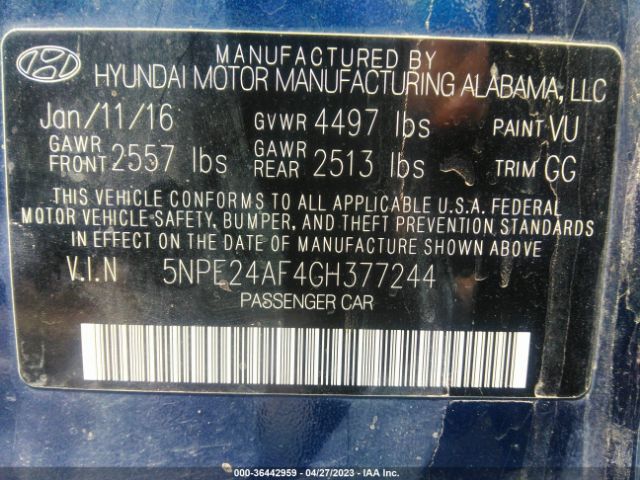 MANUFACTURED BY
HYUNDAI MOTOR MANUFACTURING ALABAMA, LLC
Jan/11/16 GVWR 4497 lbs PAINT VU
GAWR FRONT 2557 lbs GAWR REAR 2513 lbs TRIM GG
THIS VEHICLE CONFORMS TO ALL APPLICABLE U.S.A. FEDERAL
MOTOR VEHICLE SAFETY, BUMPER, AND THEFT PREVENTION STANDARDS
IN EFFECT ON THE DATE OF MANUFACTURE SHOWN ABOVE
V.I.N 5NPE24AF4GH377244
PASSENGER CAR
000-36442959 - 04/27/2023 - IAA Inc.